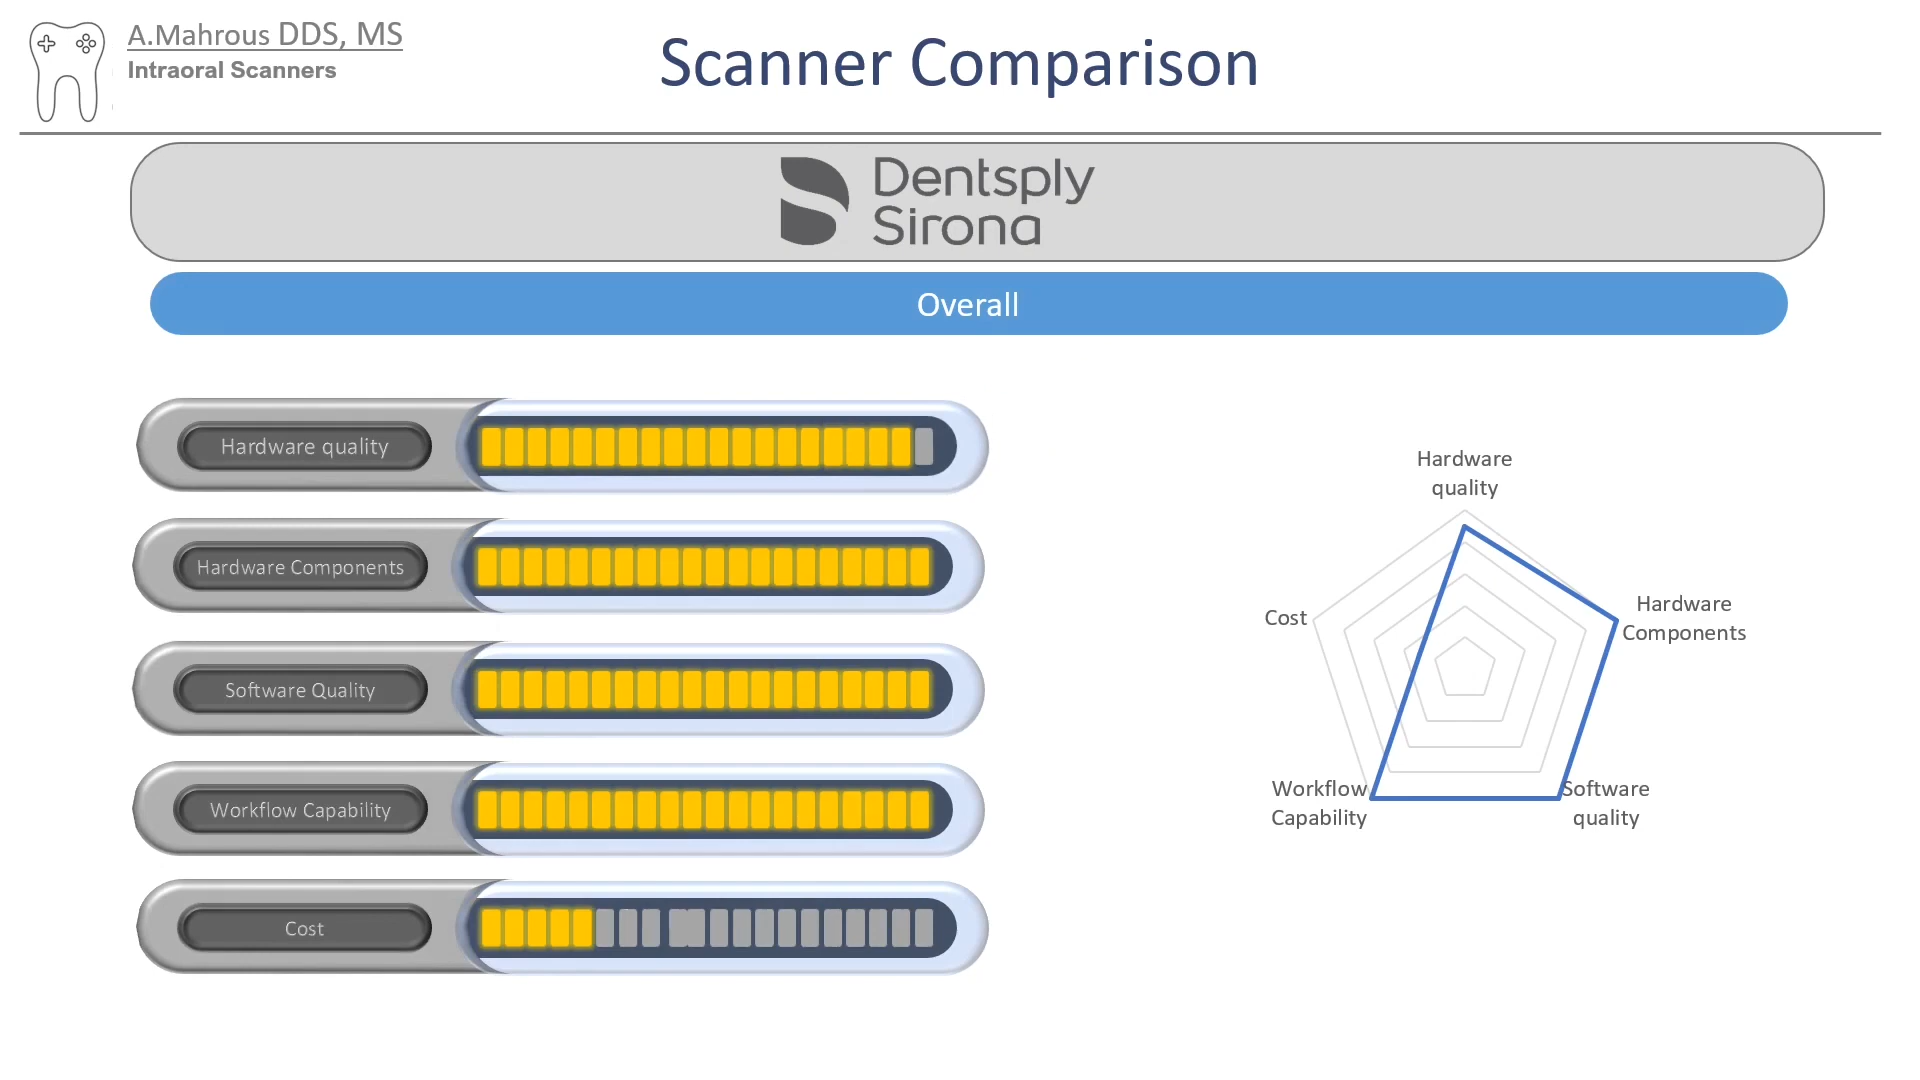 A.Mahrous DDS, MS
Intraoral Scanners
Scanner Comparison
Dentsply
Sirona
Overall
Hardware quality
Hardware Components
Software Quality
Workflow Capability
Cost
Hardware
quality
Hardware
Components
Cost
Workflow
Capability
Software
quality